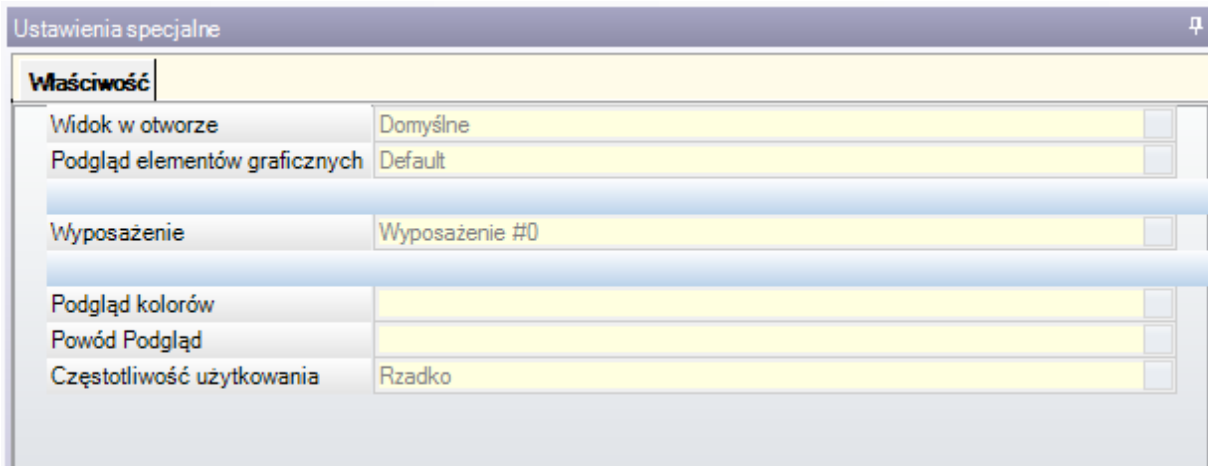 Ustawienia specjalne
Właściwość
Widok w otworze Domyślne
Podgląd elementów graficznych Default
Wyposażenie Wyposażenie #0
Podgląd kolorów
Powód Podgląd
Częstotliwość użytkowania Rzadko